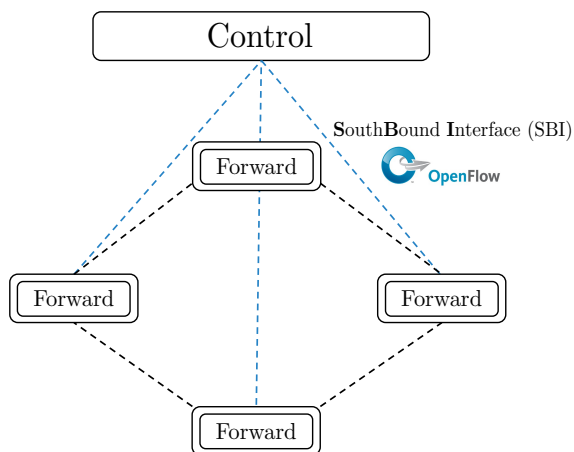 Control
SouthBound Interface (SBI)
Forward
OpenFlow
Forward
Forward
Forward